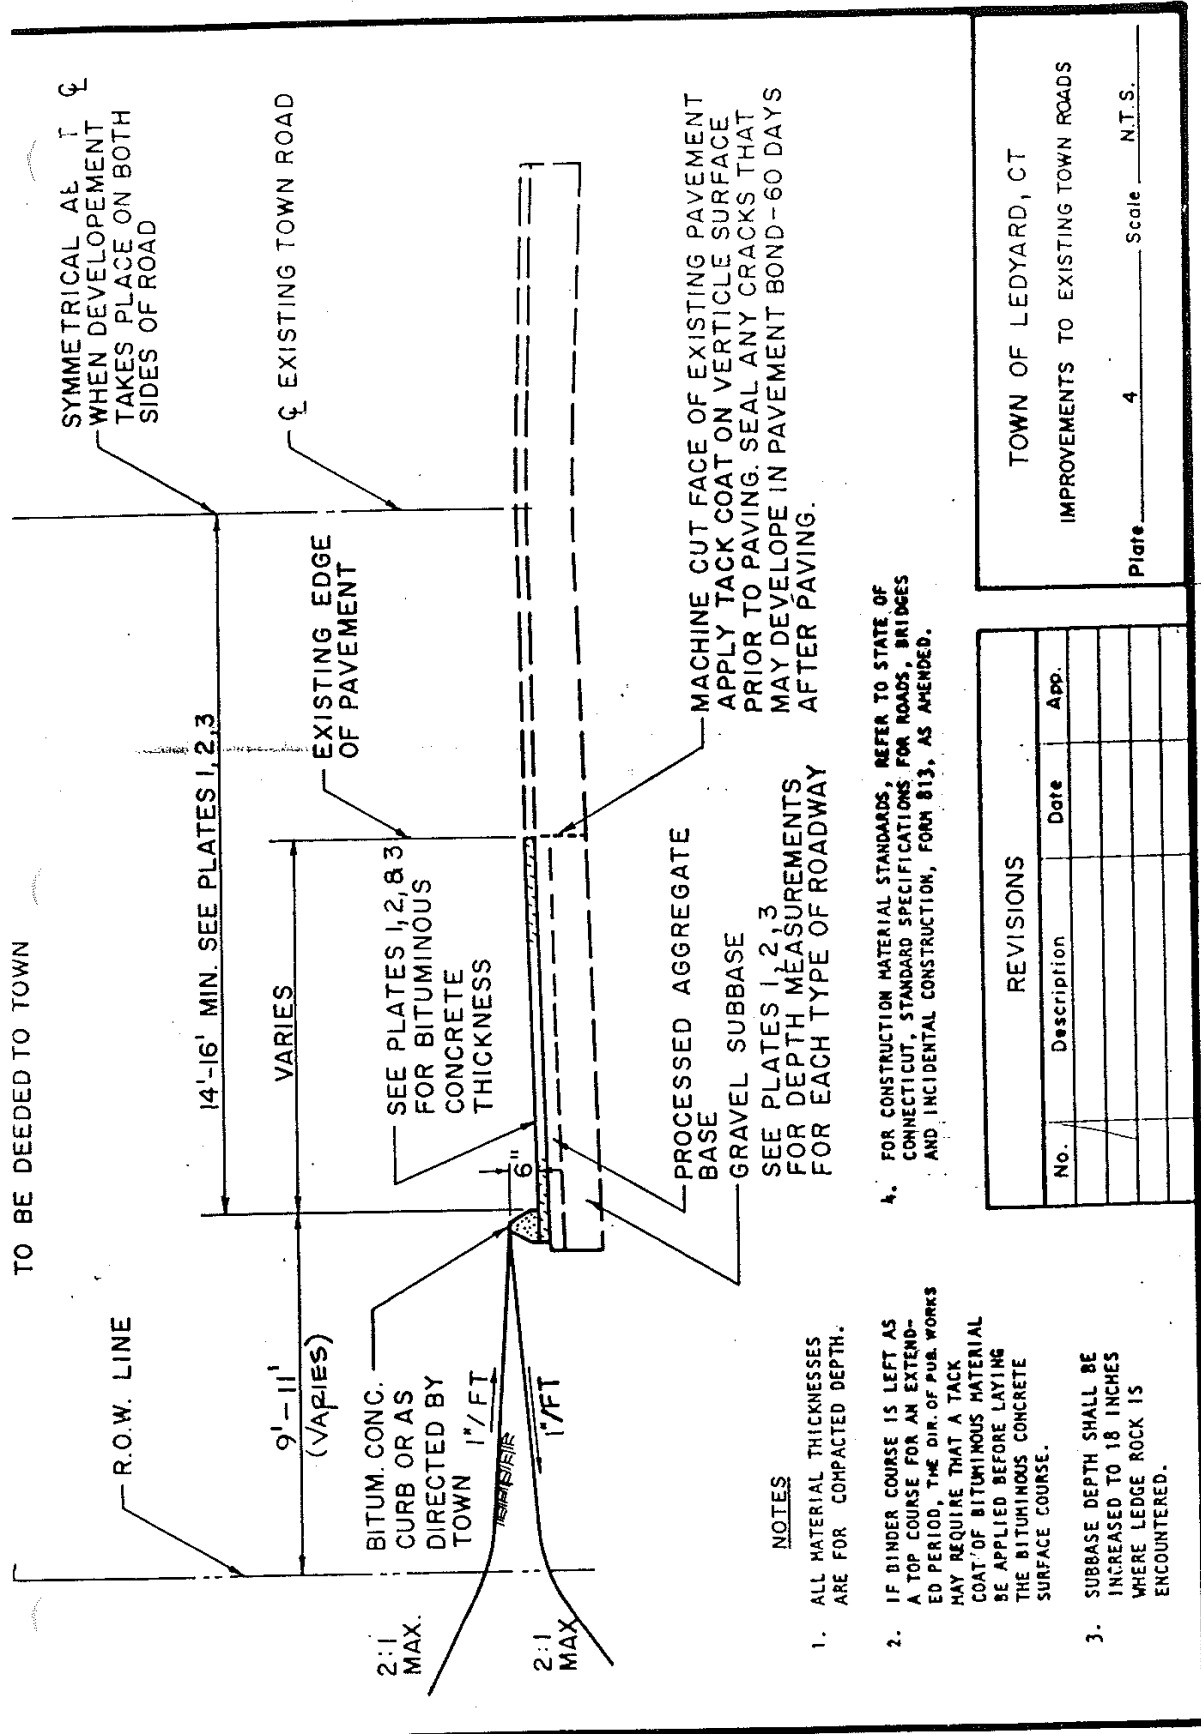 TO BE DEEDED TO TOWN
R.O.W. LINE
9'-11'
(VARIES)
14'-16' MIN. SEE PLATES 1,2,3
VARIES
SYMMETRICAL
WHEN DEVELOPEMENT
TAKES PLACE ON BOTH
SIDES OF ROAD
℄ EXISTING TOWN ROAD
EXISTING EDGE
OF PAVEMENT
SEE PLATES 1, 2, & 3
FOR BITUMINOUS
CONCRETE
THICKNESS
6"
BITUM. CONC.
CURB OR AS
DIRECTED BY
TOWN
1"/FT
1"/FT
2:1
MAX.
2:1
MAX
MACHINE CUT FACE OF EXISTING PAVEMENT
APPLY TACK COAT ON VERTICLE SURFACE
PRIOR TO PAVING. SEAL ANY CRACKS THAT
MAY DEVELOPE IN PAVEMENT BOND-60 DAYS
AFTER PAVING.
PROCESSED AGGREGATE
BASE
GRAVEL SUBBASE
SEE PLATES 1, 2, 3
FOR DEPTH MEASUREMENTS
FOR EACH TYPE OF ROADWAY
NOTES
1. ALL MATERIAL THICKNESSES
ARE FOR COMPACTED DEPTH.
2. IF BINDER COURSE IS LEFT AS
A TOP COURSE FOR AN EXTEND-
ED PERIOD, THE DIR. OF PUB. WORKS
MAY REQUIRE THAT A TACK
COAT OF BITUMINOUS MATERIAL
BE APPLIED BEFORE LAYING
THE BITUMINOUS CONCRETE
SURFACE COURSE.
3. SUBBASE DEPTH SHALL BE
INCREASED TO 18 INCHES
WHERE LEDGE ROCK IS
ENCOUNTERED.
4. FOR CONSTRUCTION MATERIAL STANDARDS, REFER TO STATE OF
CONNECTICUT, STANDARD SPECIFICATIONS FOR ROADS, BRIDGES
AND INCIDENTAL CONSTRUCTION, FORM 813, AS AMENDED.
REVISIONS
No. Description Date App.
TOWN OF LEDYARD, CT
IMPROVEMENTS TO EXISTING TOWN ROADS
Plate 4 Scale N.T.S.